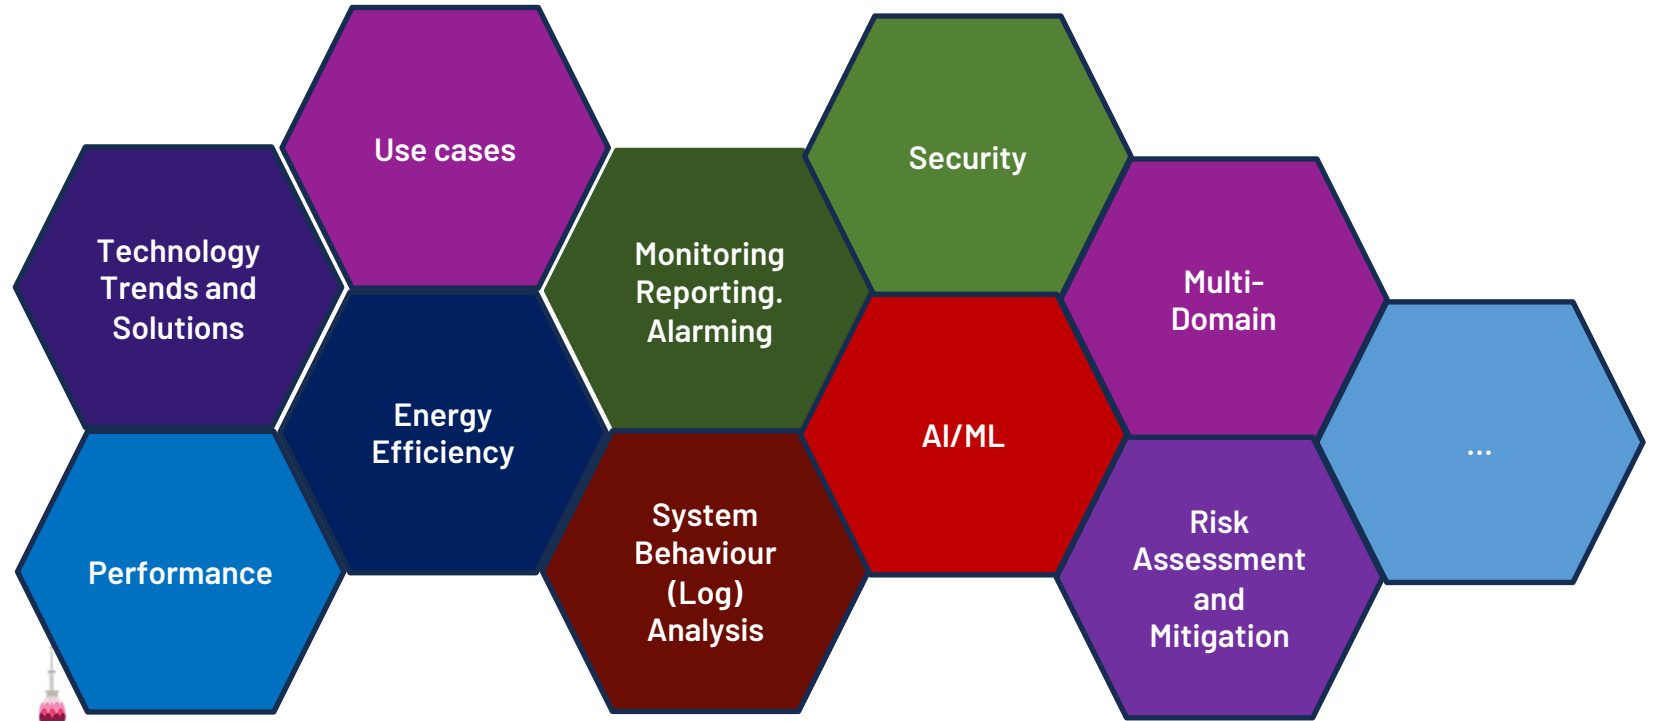 Use cases
Security
Technology
Trends and
Solutions
Monitoring
Reporting.
Alarming
Multi-
Domain
Energy
Efficiency
AI/ML
...
Performance
System
Behaviour
(Log)
Analysis
Risk
Assessment
and
Mitigation